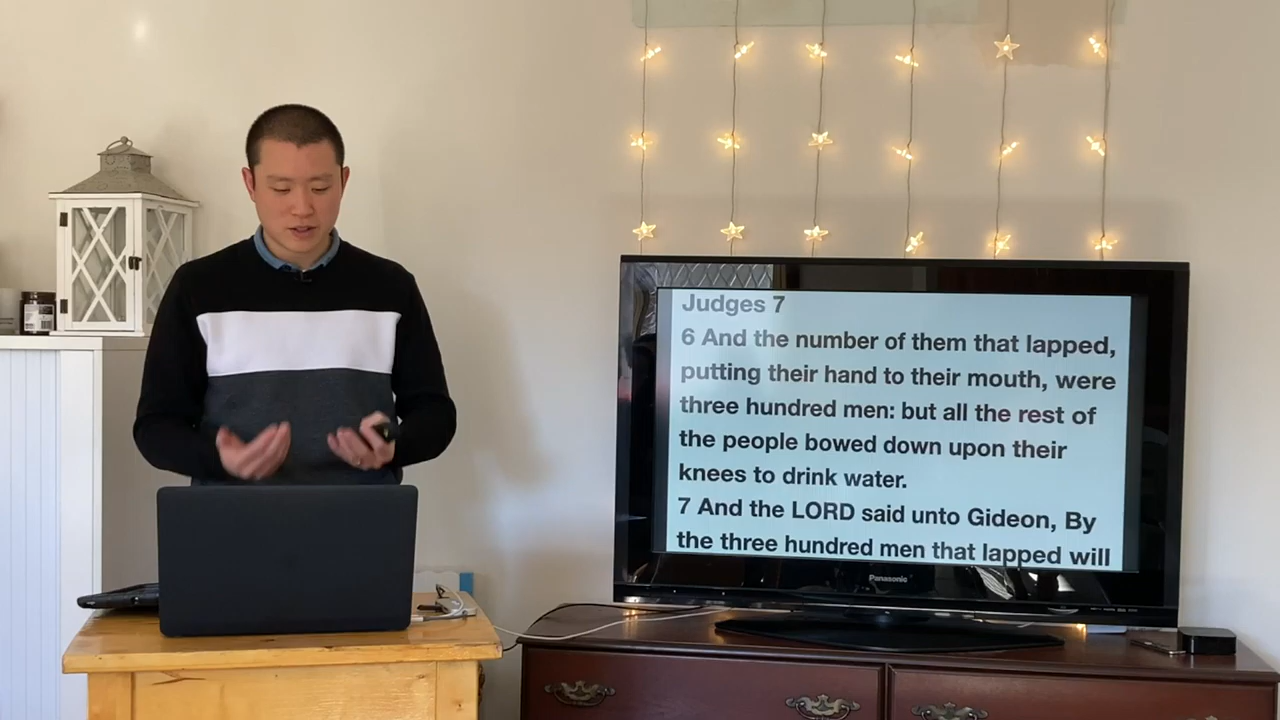 Judges 7
6 And the number of them that lapped,
putting their hand to their mouth, were
three hundred men: but all the rest of
the people bowed down upon their
knees to drink water.
7 And the LORD said unto Gideon, By
the three hundred men that lapped will
Panasonic